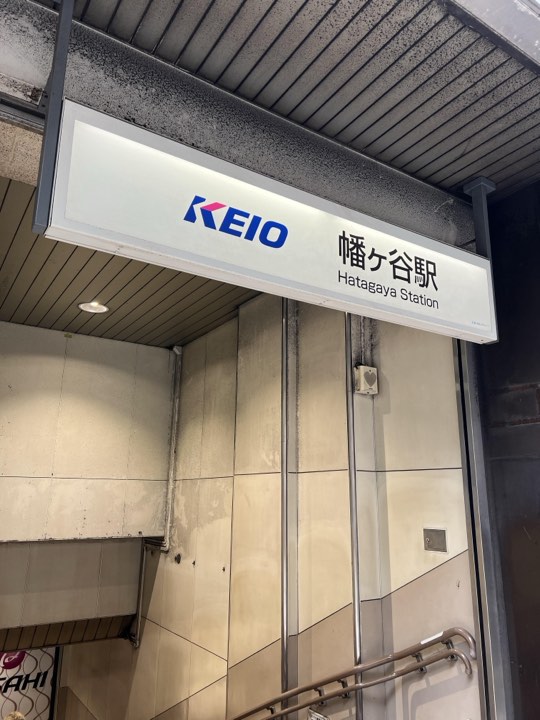 KEIO
幡ヶ谷駅
Hatagaya Station